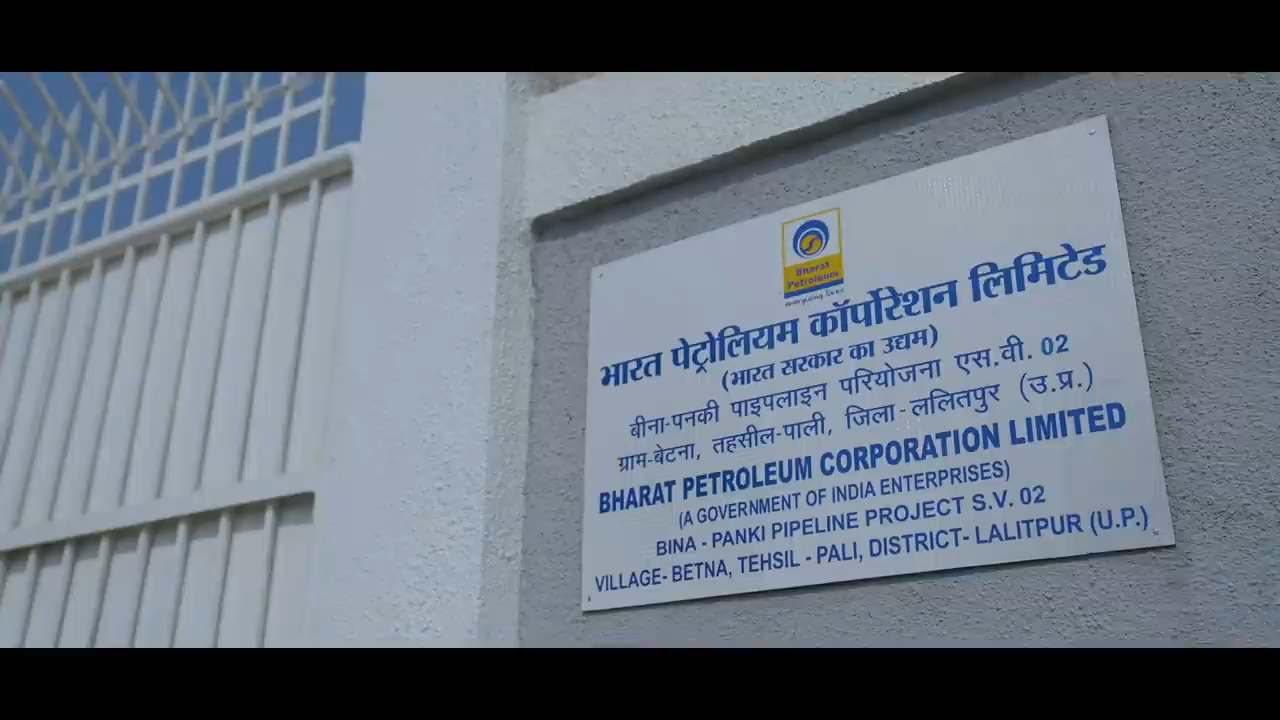 Bharat
Petroleum
energising lives
भारत पेट्रोलियम कॉर्पोरेशन लिमिटेड
(भारत सरकार का उद्यम)
बीना-पनकी पाइपलाइन परियोजना एस.वी. 02
ग्राम-बेटना, तहसील-पाली, जिला-ललितपुर (उ.प्र.)
BHARAT PETROLEUM CORPORATION LIMITED
(A GOVERNMENT OF INDIA ENTERPRISES)
BINA - PANKI PIPELINE PROJECT S.V. 02
VILLAGE- BETNA, TEHSIL - PALI, DISTRICT- LALITPUR (U.P.)